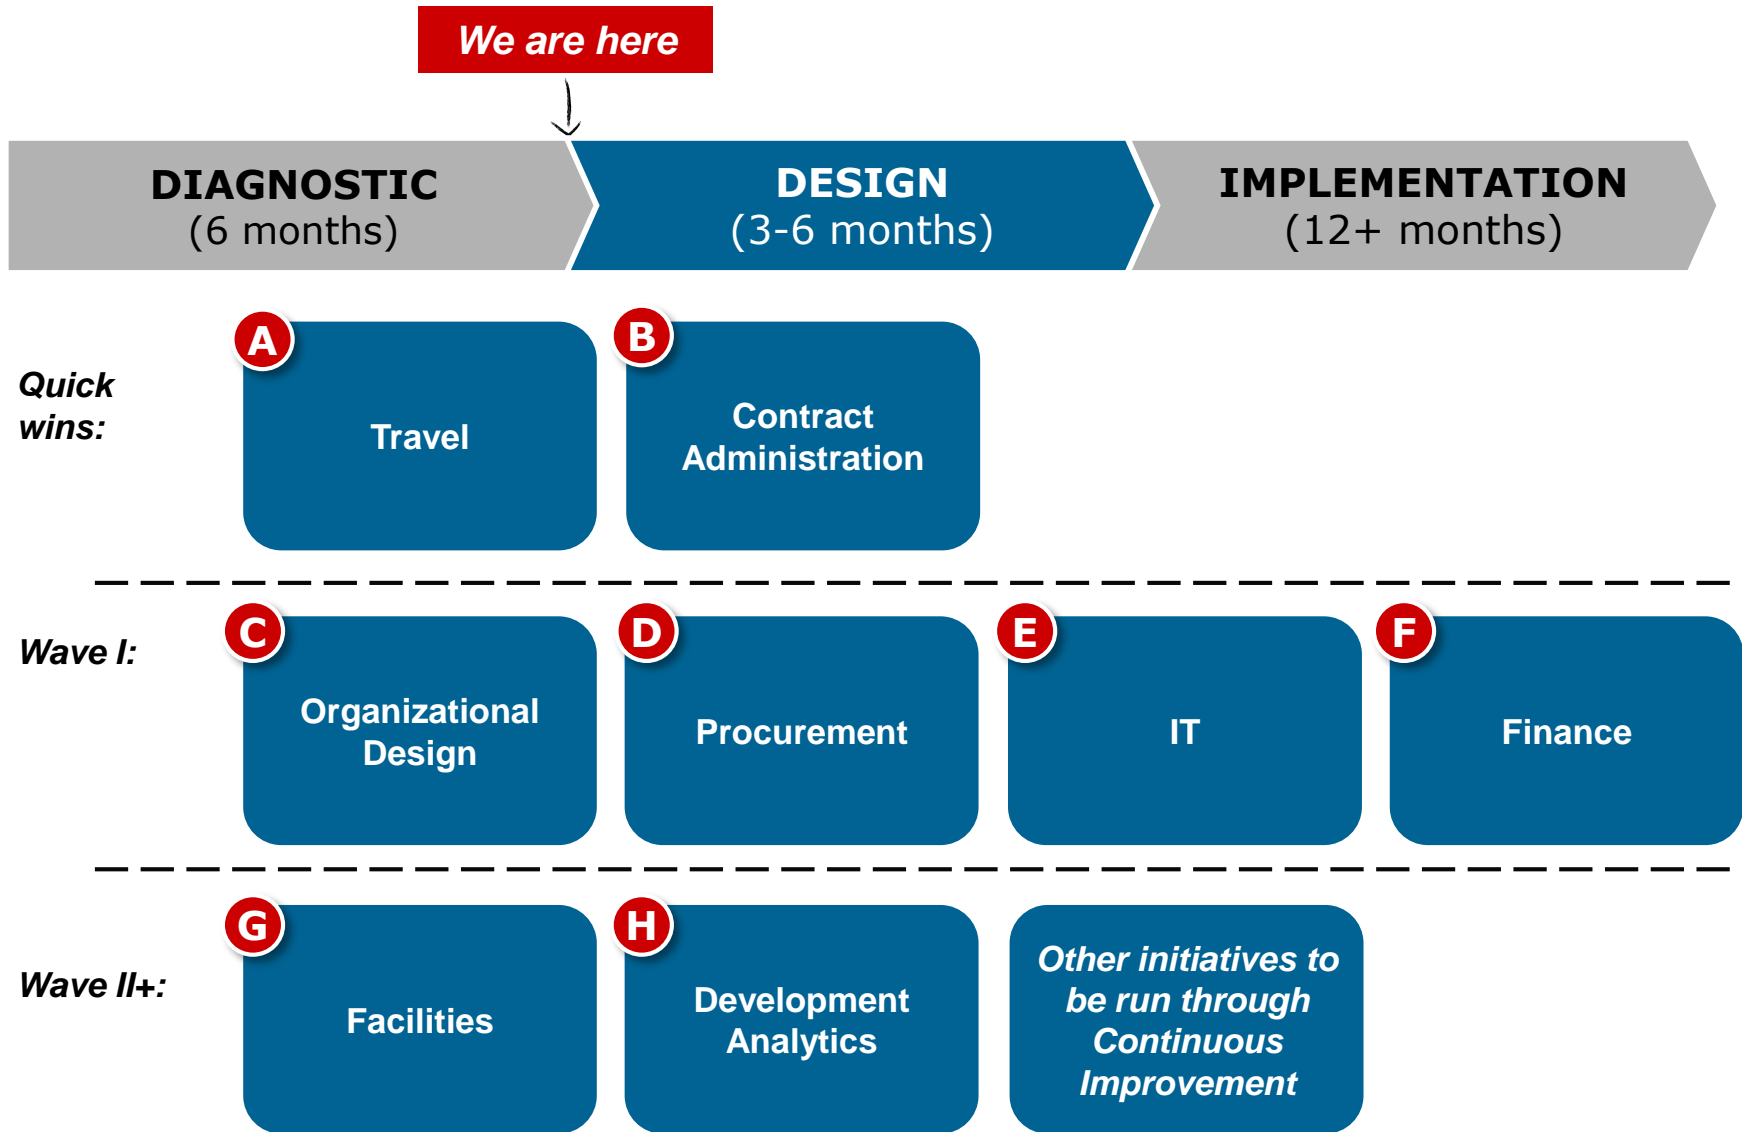 We are here
DIAGNOSTIC
(6 months)
DESIGN
(3-6 months)
IMPLEMENTATION
(12+ months)
Quick
wins:
A
Travel
B
Contract
Administration
Wave I:
C
Organizational
Design
D
Procurement
E
IT
F
Finance
Wave II+:
G
Facilities
H
Development
Analytics
Other initiatives to
be run through
Continuous
Improvement